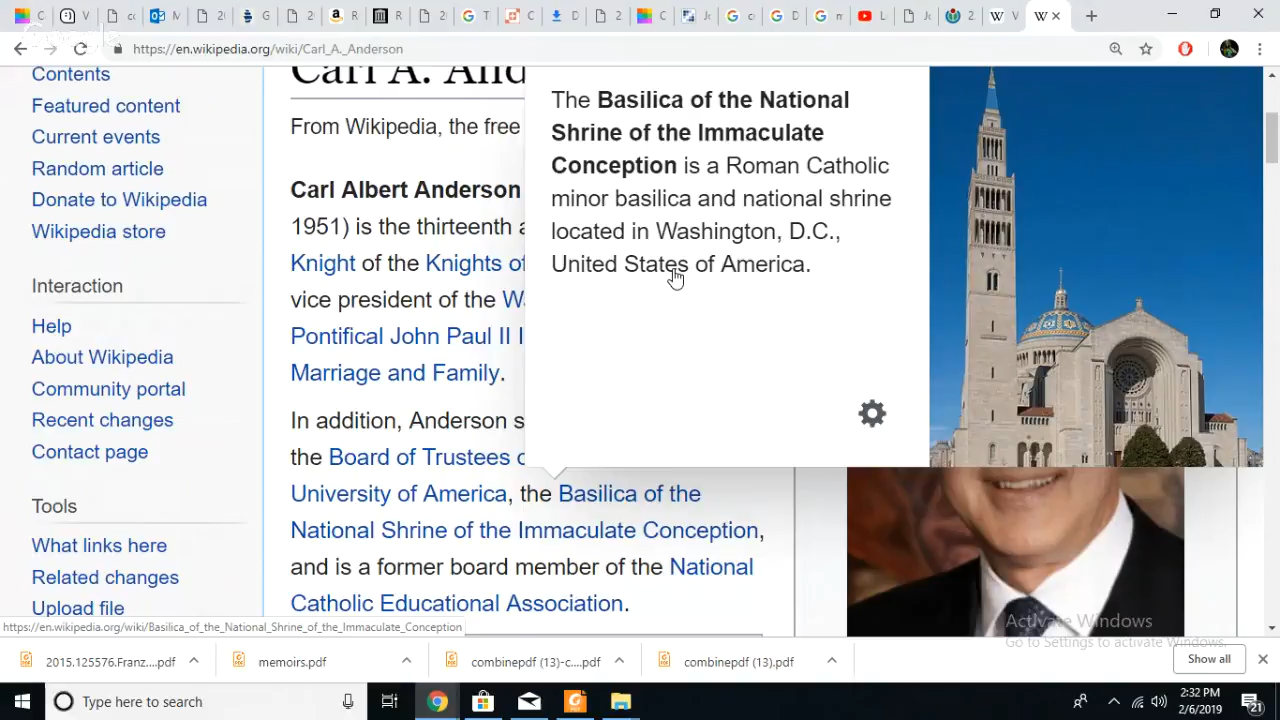 https://en.wikipedia.org/wiki/Carl_A._Anderson
Contents
Featured content
Current events
Random article
Donate to Wikipedia
Wikipedia store
Interaction
Help
About Wikipedia
Community portal
Recent changes
Contact page
Tools
What links here
Related changes
Upload file
Carl A. And
From Wikipedia, the free
Carl Albert Anderson
1951) is the thirteenth a
Knight of the Knights of
vice president of the W
Pontifical John Paul II I
Marriage and Family.
In addition, Anderson s
the Board of Trustees o
University of America, the Basilica of the
National Shrine of the Immaculate Conception,
and is a former board member of the National
Catholic Educational Association.
The Basilica of the National
Shrine of the Immaculate
Conception is a Roman Catholic
minor basilica and national shrine
located in Washington, D.C.,
United States of America.
Activate Windows
Go to Settings to activate Windows.
https://en.wikipedia.org/wiki/Basilica_of_the_National_Shrine_of_the_Immaculate_Conception
2015.125576.Franz....pdf
memoirs.pdf
combinepdf (13)-c....pdf
combinepdf (13).pdf
Show all
Type here to search
2:32 PM
2/6/2019
21